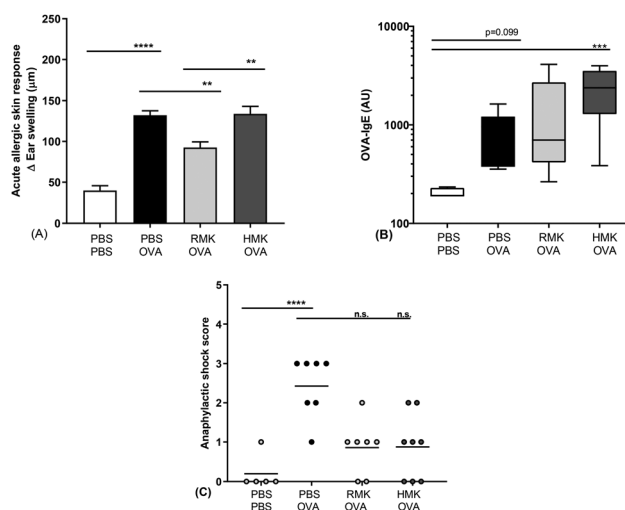 Acute allergic skin response
Δ Ear swelling (μm)
250
200
150
100
50
0
****
**
**
PBS
PBS
PBS
OVA
RMK
OVA
HMK
OVA
(A)
OVA-IgE (AU)
10000
1000
100
p=0.099
***
PBS
PBS
PBS
OVA
RMK
OVA
HMK
OVA
(B)
Anaphylactic shock score
5
4
3
2
1
0
****
n.s.
n.s.
PBS
PBS
PBS
OVA
RMK
OVA
HMK
OVA
(C)